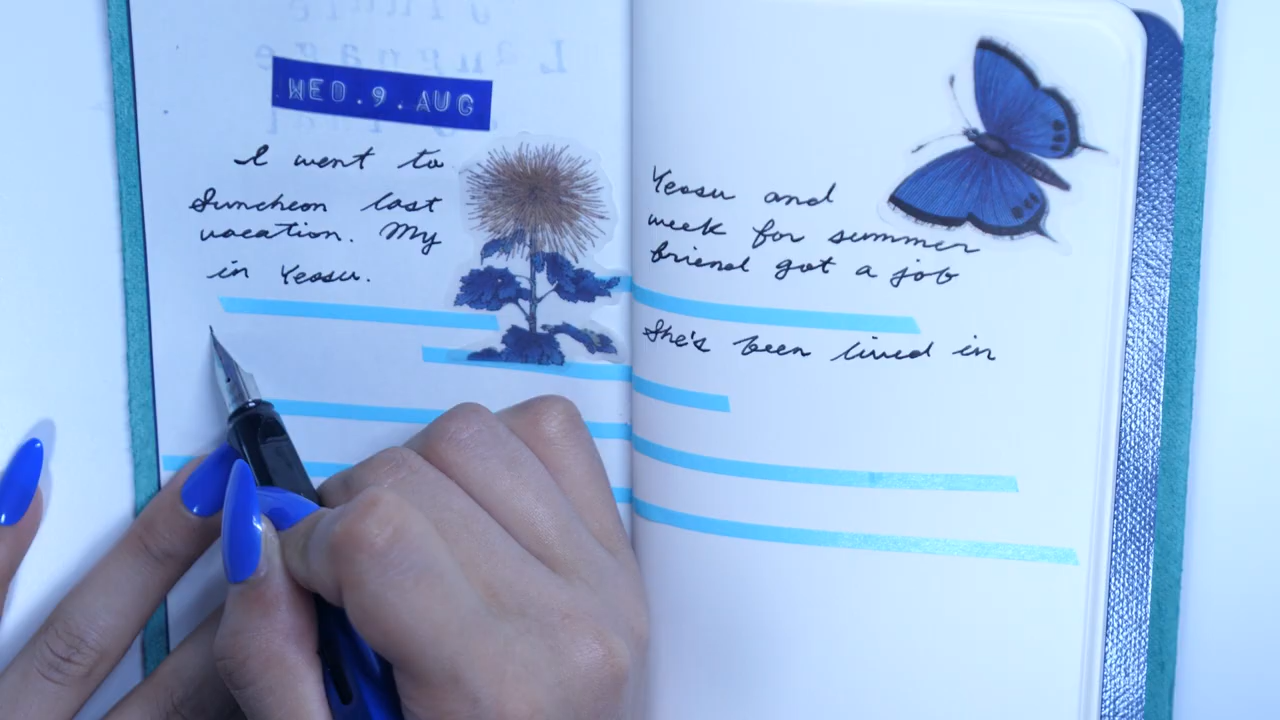 WED.9.AUG
I went to Yeosu and
Suncheon last week for summer
vacation. My friend got a job
in Yeosu. She's been lived in